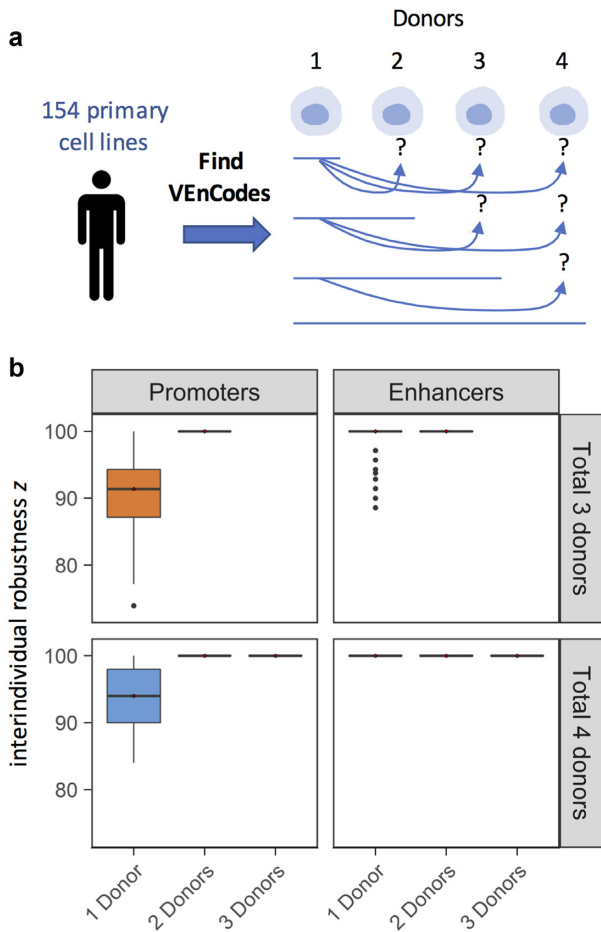 a
Donors
1 2 3 4
154 primary
cell lines
Find
VEnCodes
? ? ?
? ?
?
b
Promoters Enhancers
interindividual robustness z
100
90
80
Total 3 donors
100
90
80
Total 4 donors
1 Donor 2 Donors 3 Donors 1 Donor 2 Donors 3 Donors